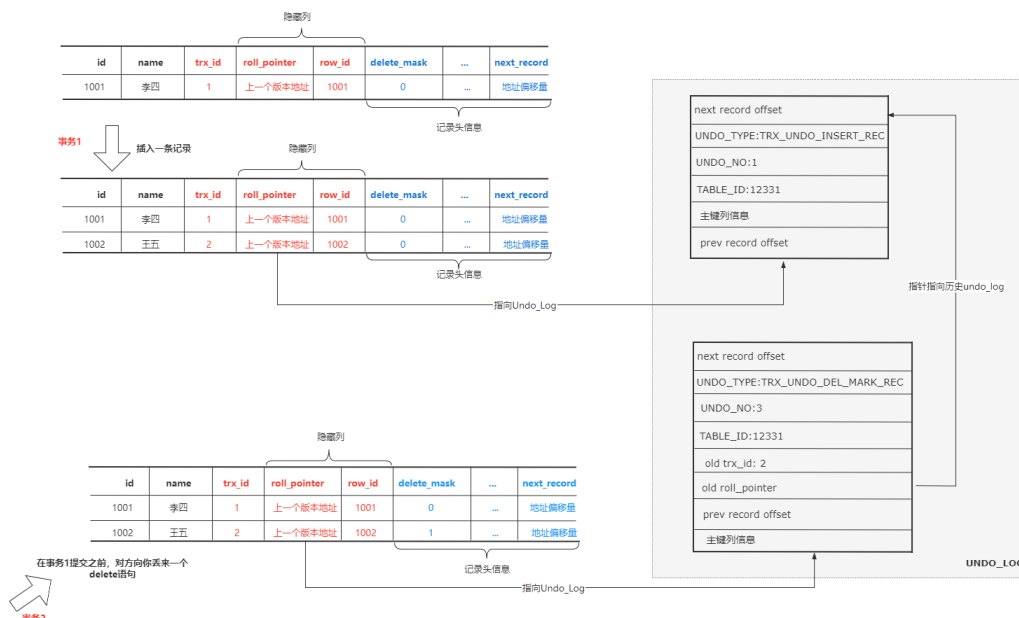 隐藏列
id name trx_id roll_pointer row_id delete_mask ... next_record
1001 李四 1 上一个版本地址 1001 0 ... 地址偏移量
记录头信息
事务1
插入一条记录
隐藏列
id name trx_id roll_pointer row_id delete_mask ... next_record
1001 李四 1 上一个版本地址 1001 0 ... 地址偏移量
1002 王五 2 上一个版本地址 1002 0 ... 地址偏移量
记录头信息
指向Undo_Log
next record offset
UNDO_TYPE:TRX_UNDO_INSERT_REC
UNDO_NO:1
TABLE_ID:12331
主键列信息
prev record offset
指针指向历史undo_log
next record offset
UNDO_TYPE:TRX_UNDO_DEL_MARK_REC
UNDO_NO:3
TABLE_ID:12331
old trx_id: 2
old roll_pointer
prev record offset
主键列信息
UNDO_LOG
隐藏列
id name trx_id roll_pointer row_id delete_mask ... next_record
1001 李四 1 上一个版本地址 1001 0 ... 地址偏移量
1002 王五 2 上一个版本地址 1002 1 ... 地址偏移量
记录头信息
在事务1提交之前，对方向你丢来一个
delete语句
指向Undo_Log